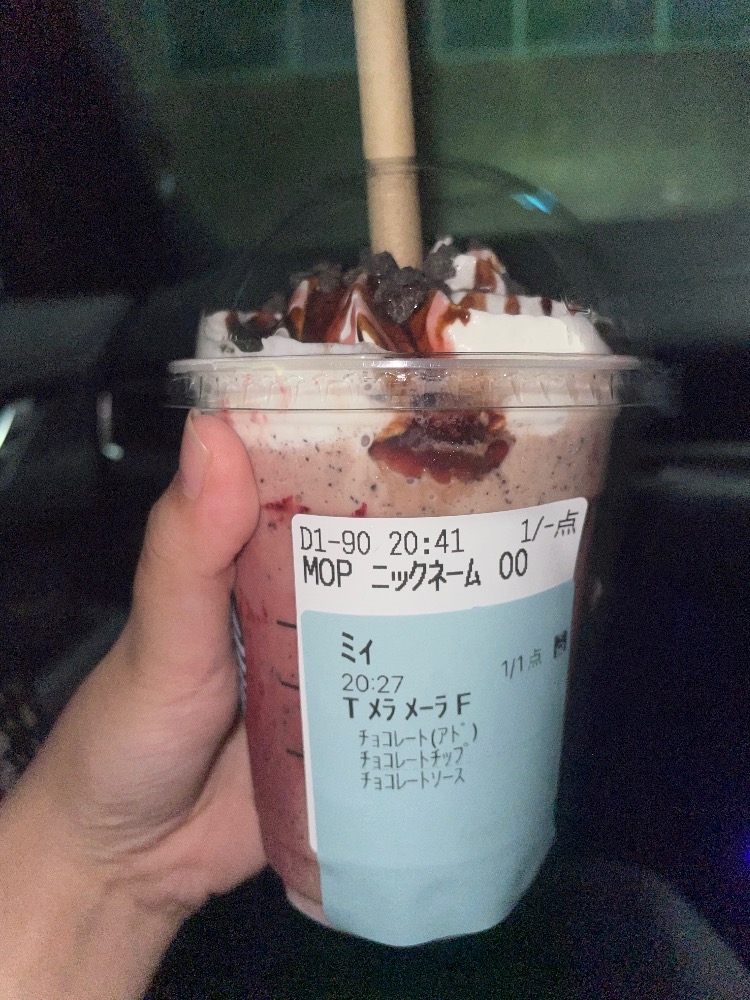 D1-90 20:41 1/-点
MOP ニックネーム 00
ミィ
20:27 1/1点
T メラ メーラ F
チョコレート(アド)
チョコレートチップ
チョコレートソース